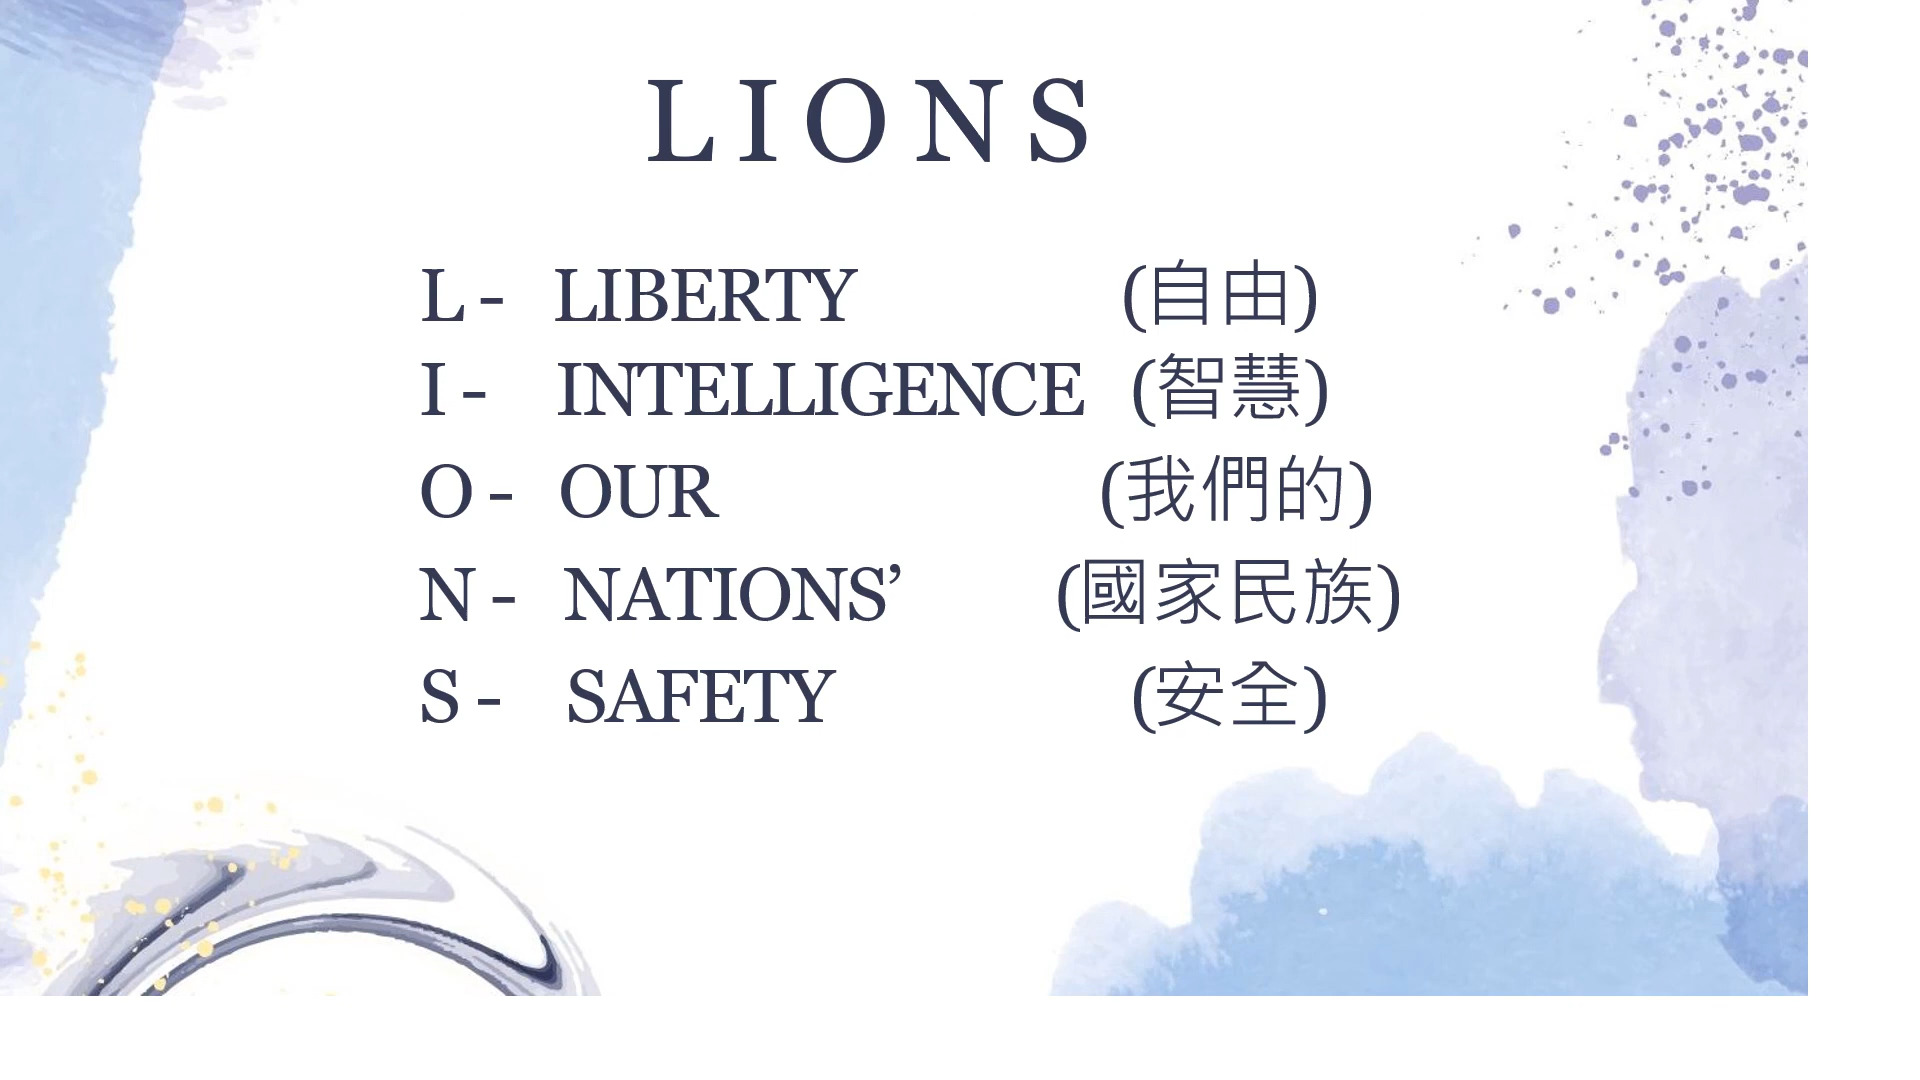 LIONS
L - LIBERTY (自由)
I - INTELLIGENCE (智慧)
O - OUR (我們的)
N - NATIONS’ (國家民族)
S - SAFETY (安全)